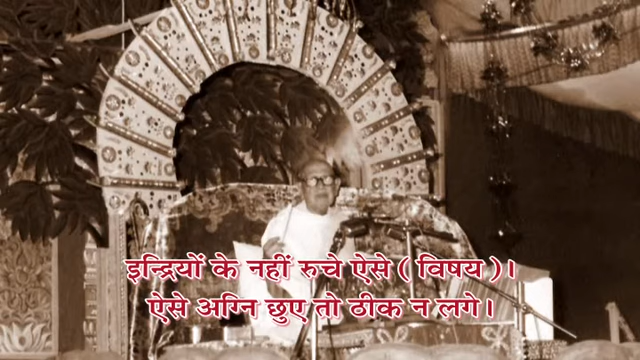 इन्द्रियों के नहीं रुचे ऐसे ( विषय )।
ऐसे अग्नि छुए तो ठीक न लगे।